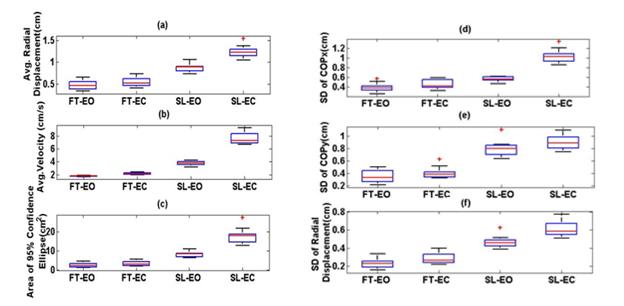 (a)
Avg. Radial
Displacement(cm)
1.5
1
0.5
FT-EO FT-EC SL-EO SL-EC
(b)
Avg.Velocity (cm/s)
8
6
4
2
FT-EO FT-EC SL-EO SL-EC
(c)
Area of 95% Confidence
Ellipse(cm²)
20
10
0
FT-EO FT-EC SL-EO SL-EC
(d)
SD of COPx(cm)
1.2
1
0.8
0.6
0.4
FT-EO FT-EC SL-EO SL-EC
(e)
SD of COPy(cm)
1
0.8
0.6
0.4
0.2
FT-EO FT-EC SL-EO SL-EC
(f)
SD of Radial
Displacement(cm)
0.8
0.6
0.4
0.2
FT-EO FT-EC SL-EO SL-EC